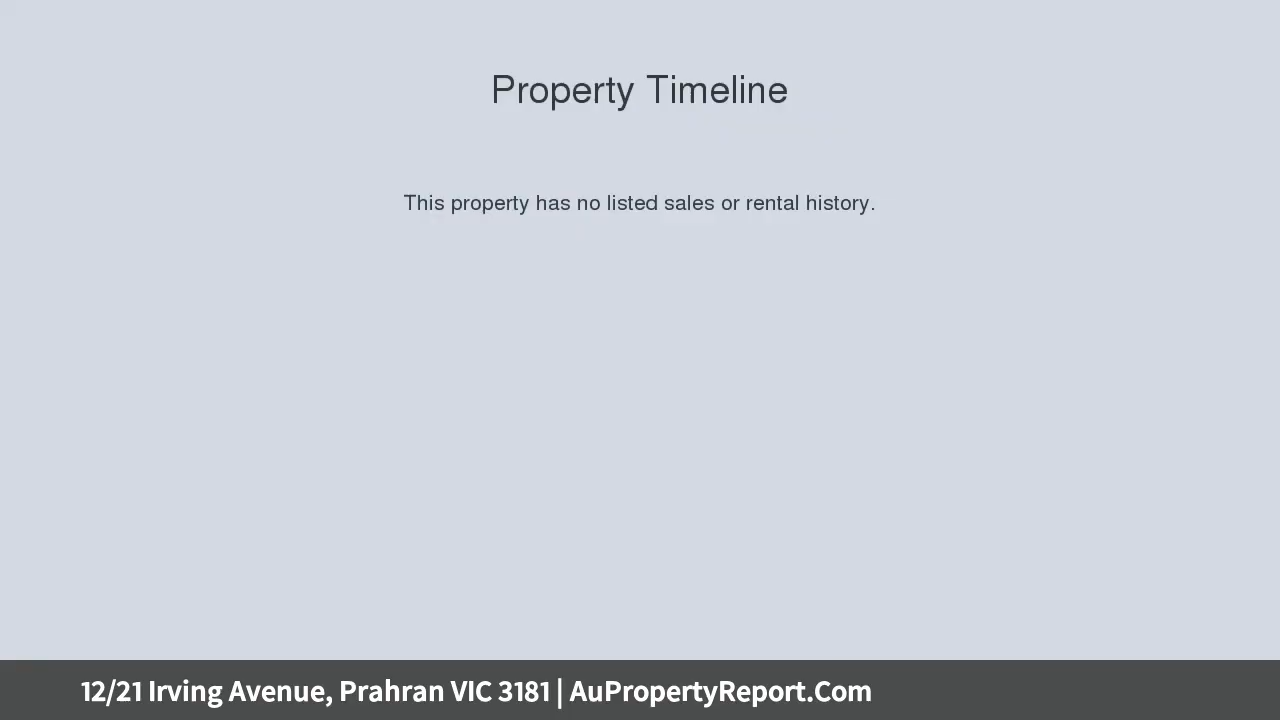 Property Timeline
This property has no listed sales or rental history.
12/21 Irving Avenue, Prahran VIC 3181 | AuPropertyReport.Com